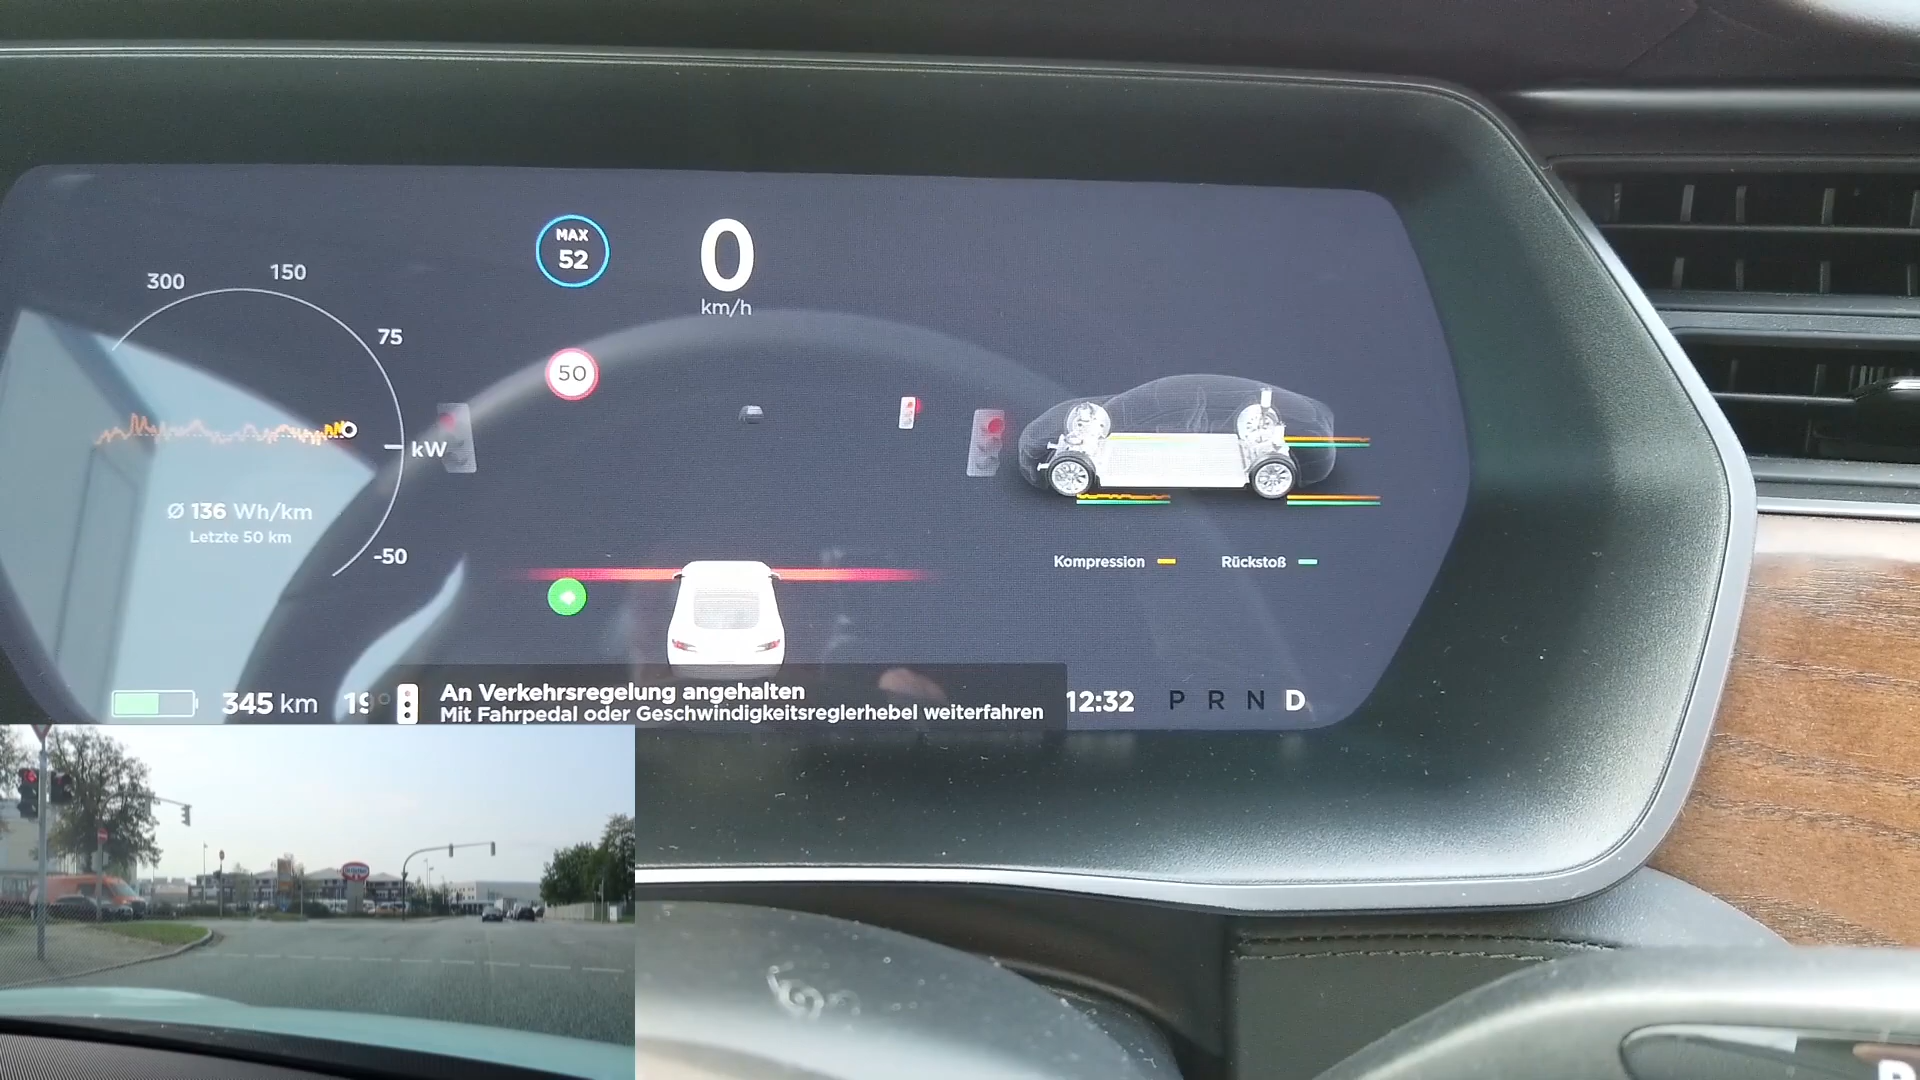 MAX
52
0
km/h
50
300
150
75
kW
-50
Ø 136 Wh/km
Letzte 50 km
Kompression
Rückstoß
345 km
19°
An Verkehrsregelung angehalten
Mit Fahrpedal oder Geschwindigkeitsreglerhebel weiterfahren
12:32
P R N D